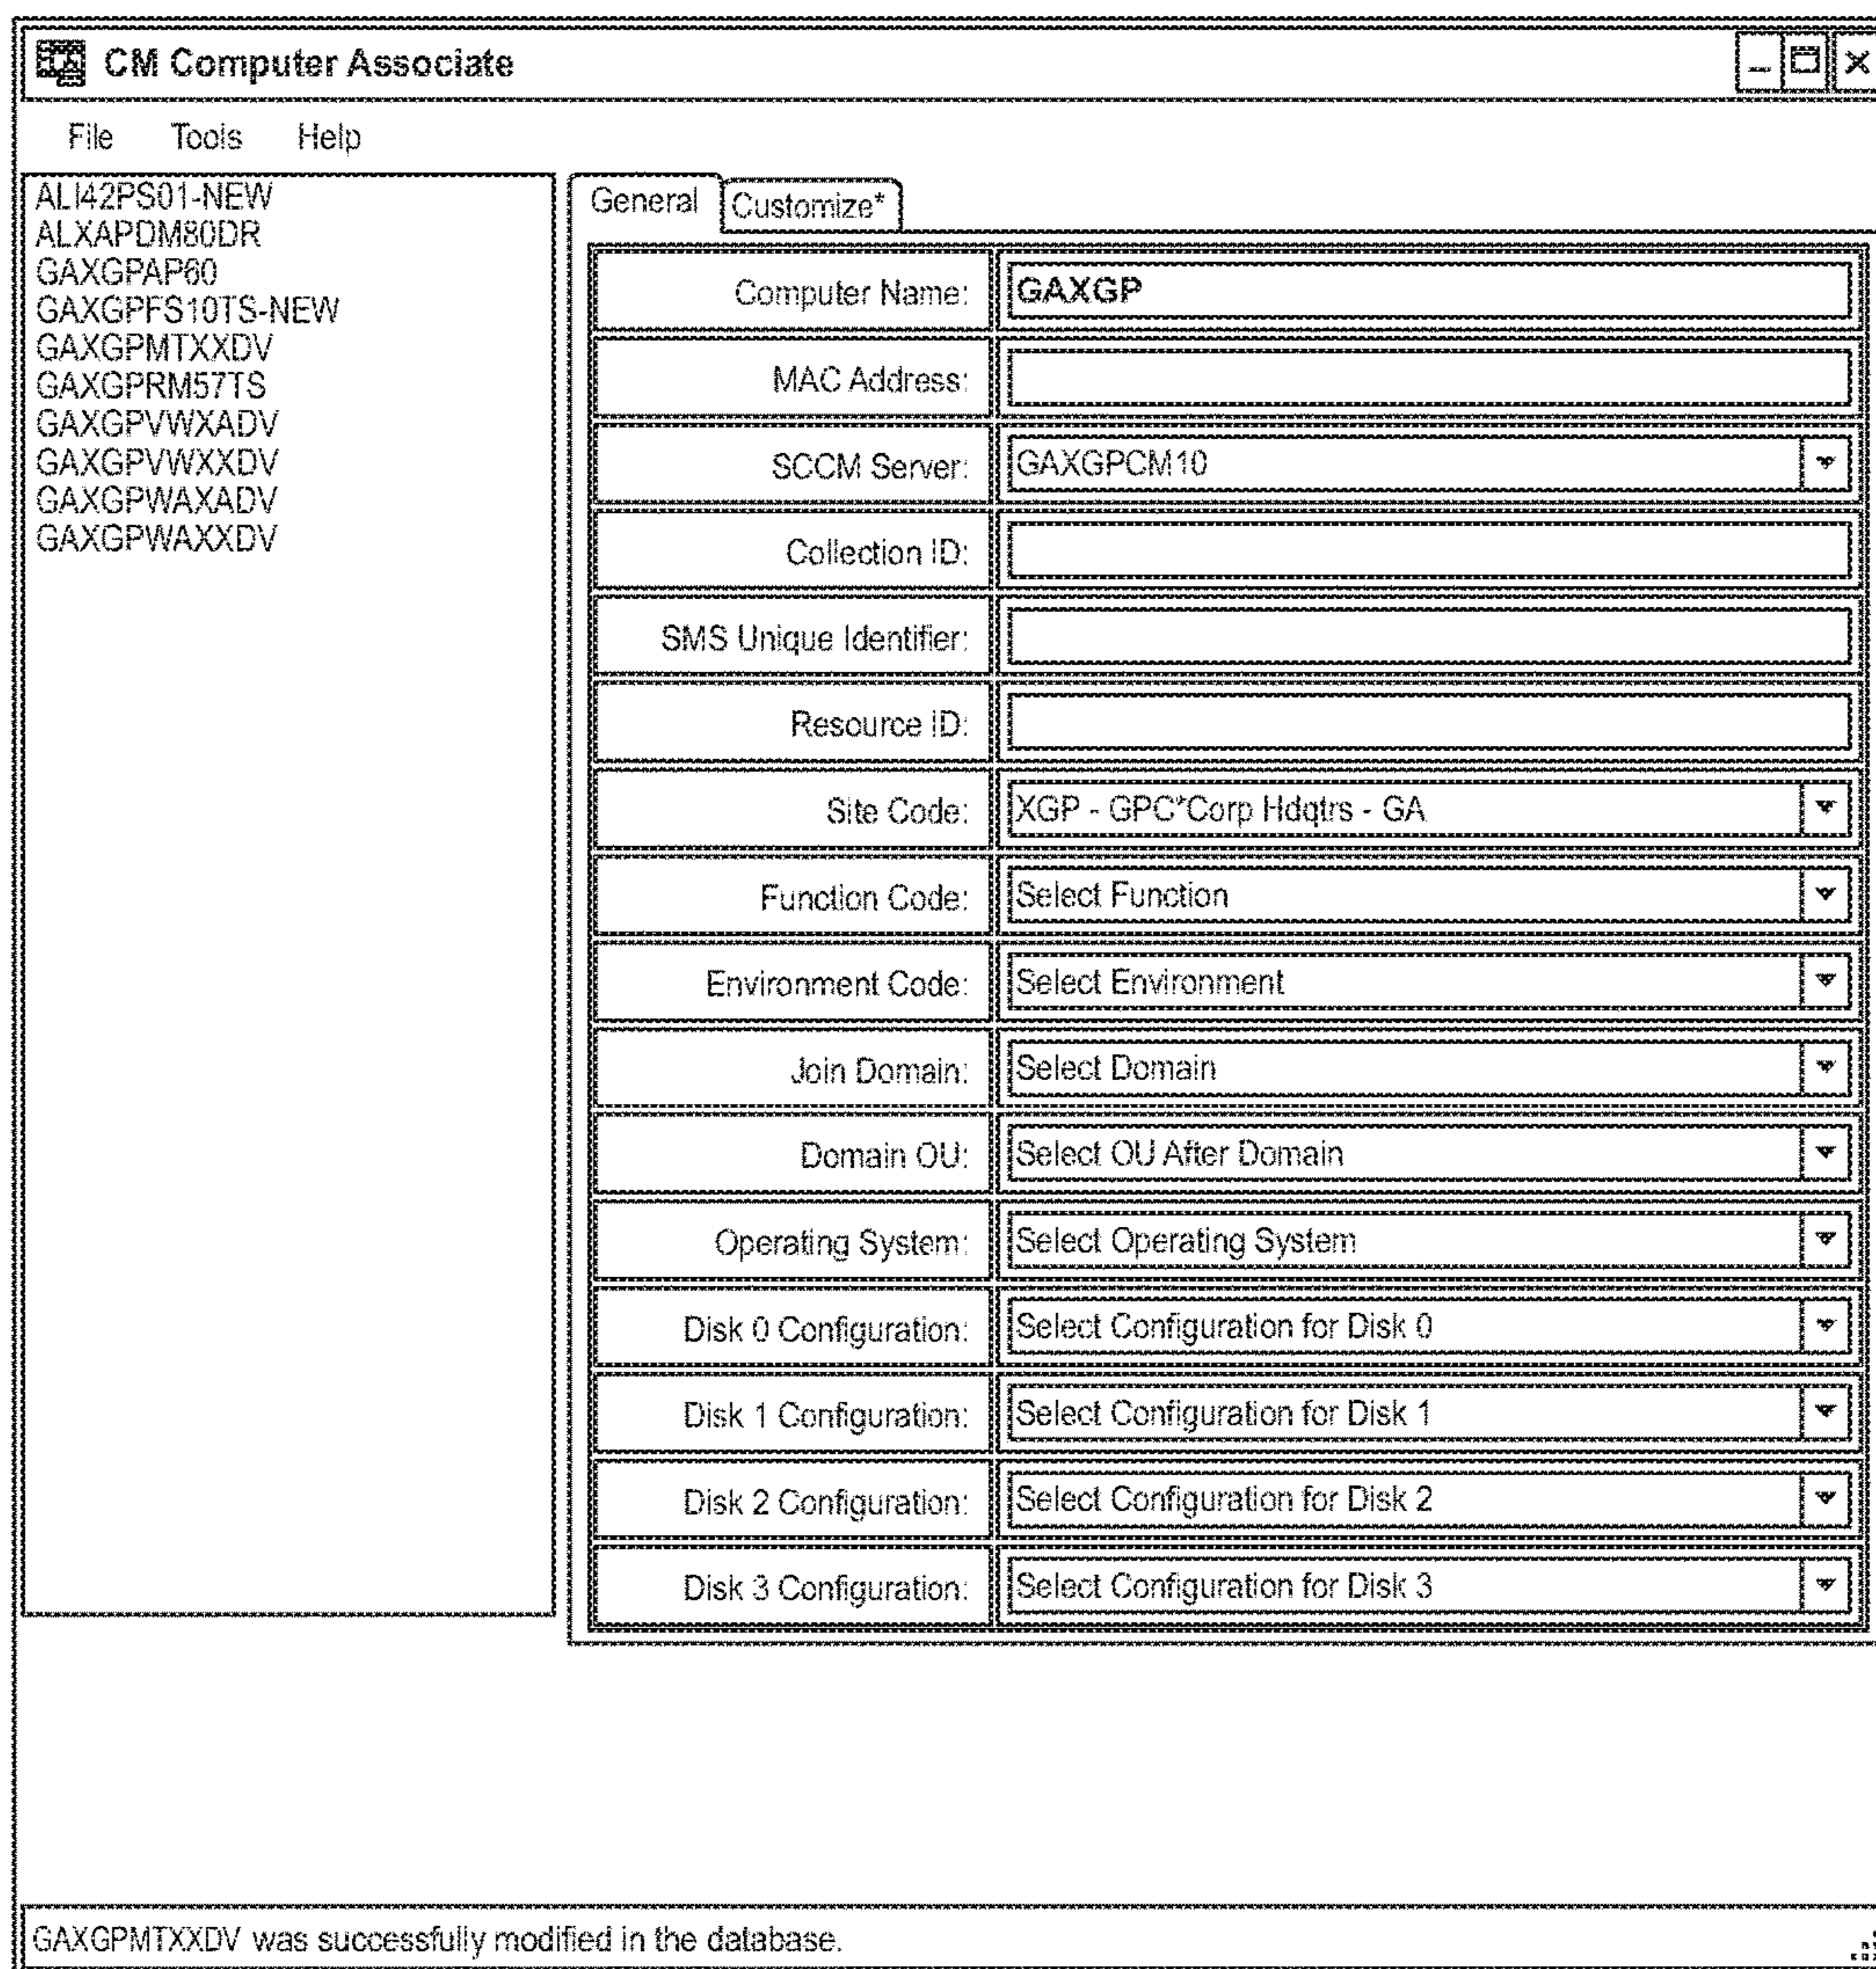 CM Computer Associate
File Tools Help
ALI42PS01-NEW
ALXAPDM80DR
GAXGPAP60
GAXGPFS10TS-NEW
GAXGPMTXXDV
GAXGPRM57TS
GAXGPVWXADV
GAXGPVWXXDV
GAXGPWAXADV
GAXGPWAXXDV
General Customize*
Computer Name: GAXGP
MAC Address:
SCCM Server: GAXGPCM10
Collection ID:
SMS Unique Identifier:
Resource ID:
Site Code: XGP - GPC*Corp Hdqtrs - GA
Function Code: Select Function
Environment Code: Select Environment
Join Domain: Select Domain
Domain OU: Select OU After Domain
Operating System: Select Operating System
Disk 0 Configuration: Select Configuration for Disk 0
Disk 1 Configuration: Select Configuration for Disk 1
Disk 2 Configuration: Select Configuration for Disk 2
Disk 3 Configuration: Select Configuration for Disk 3
GAXGPMTXXDV was successfully modified in the database.